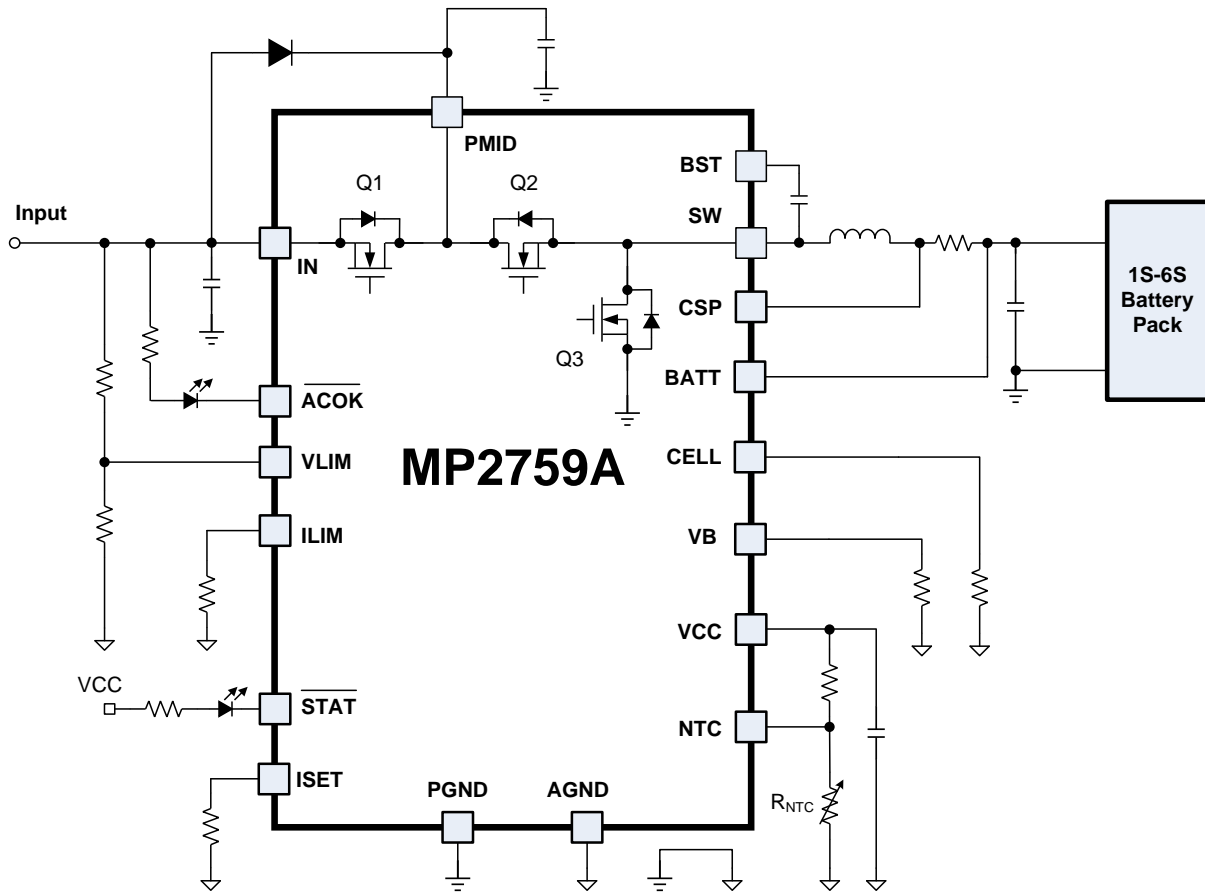 PMID
BST
Q1
Q2
Input
SW
IN
1S-6S
Battery
Pack
CSP
Q3
BATT
ACOK
MP2759A
CELL
VLIM
ILIM
VB
VCC
VCC
STAT
NTC
ISET
PGND
AGND
RNTC